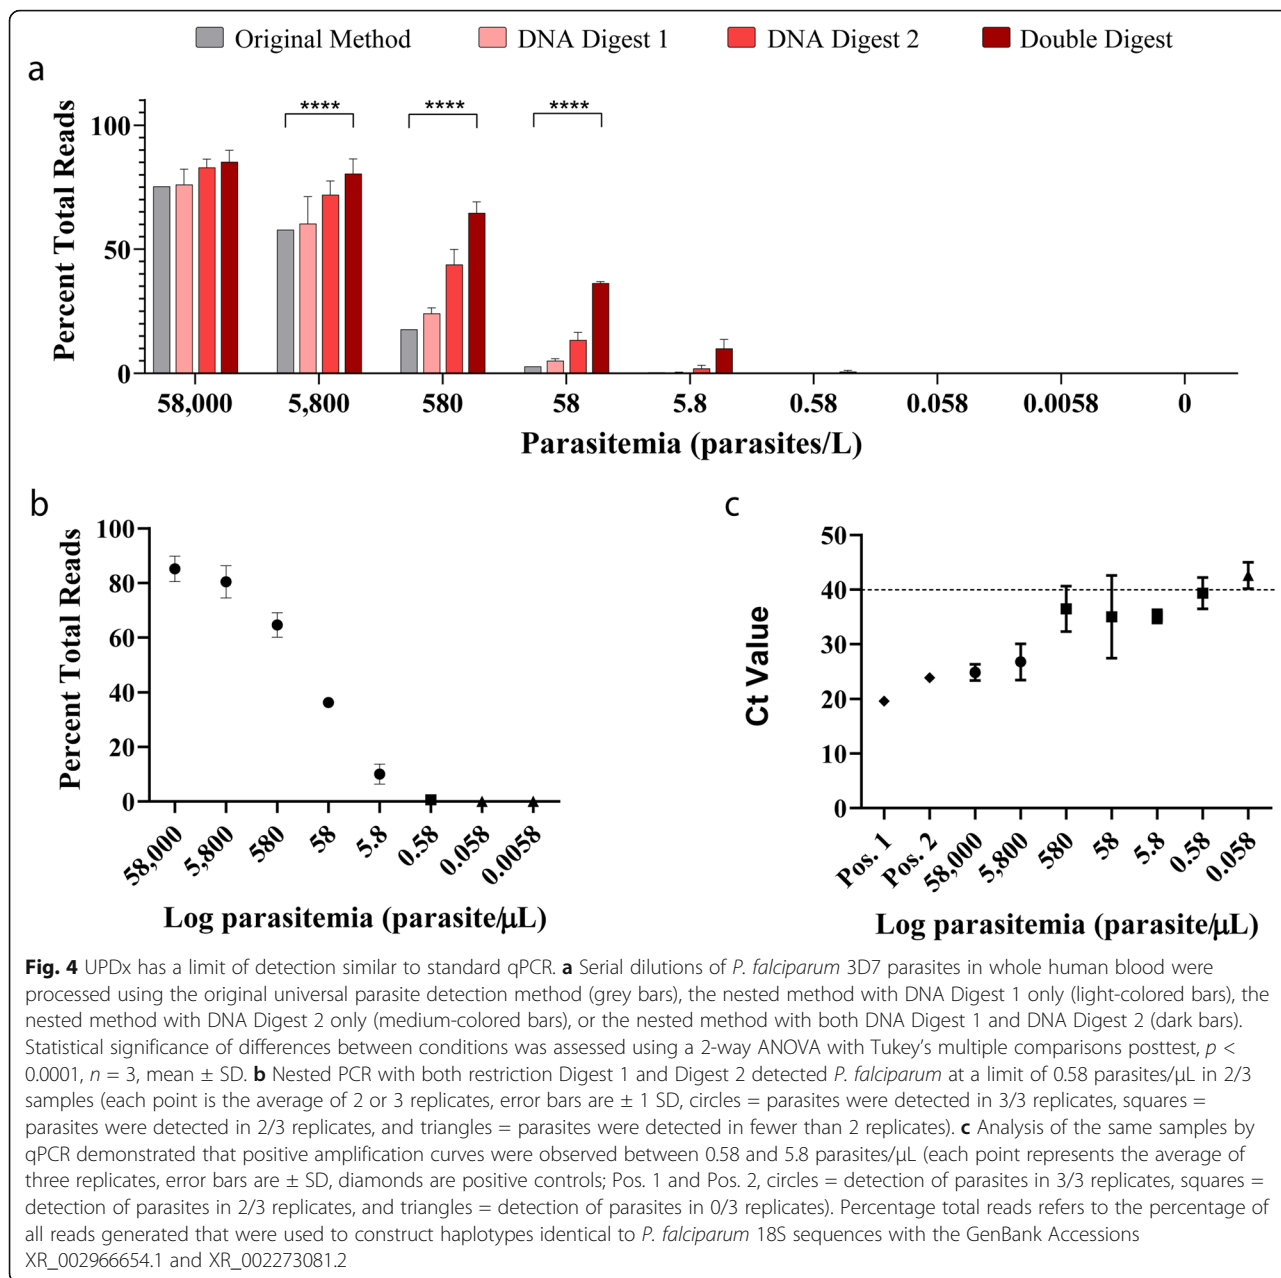 Original Method DNA Digest 1 DNA Digest 2 Double Digest
a
**** **** ****
100
50
0
Percent Total Reads
58,000 5,800 580 58 5.8 0.58 0.058 0.0058 0
Parasitemia (parasites/L)
b
100
80
60
40
20
0
Percent Total Reads
58,000 5,800 580 58 5.8 0.58 0.058 0.0058
Log parasitemia (parasite/μL)
c
50
40
30
20
10
0
Ct Value
Pos. 1 Pos. 2 58,000 5,800 580 58 5.8 0.58 0.058
Log parasitemia (parasite/μL)
Fig. 4 UPDx has a limit of detection similar to standard qPCR. a Serial dilutions of P. falciparum 3D7 parasites in whole human blood were
processed using the original universal parasite detection method (grey bars), the nested method with DNA Digest 1 only (light-colored bars), the
nested method with DNA Digest 2 only (medium-colored bars), or the nested method with both DNA Digest 1 and DNA Digest 2 (dark bars).
Statistical significance of differences between conditions was assessed using a 2-way ANOVA with Tukey's multiple comparisons posttest, p <
0.0001, n = 3, mean ± SD. b Nested PCR with both restriction Digest 1 and Digest 2 detected P. falciparum at a limit of 0.58 parasites/μL in 2/3
samples (each point is the average of 2 or 3 replicates, error bars are ± 1 SD, circles = parasites were detected in 3/3 replicates, squares =
parasites were detected in 2/3 replicates, and triangles = parasites were detected in fewer than 2 replicates). c Analysis of the same samples by
qPCR demonstrated that positive amplification curves were observed between 0.58 and 5.8 parasites/μL (each point represents the average of
three replicates, error bars are ± SD, diamonds are positive controls; Pos. 1 and Pos. 2, circles = detection of parasites in 3/3 replicates, squares =
detection of parasites in 2/3 replicates, and triangles = detection of parasites in 0/3 replicates). Percentage total reads refers to the percentage of
all reads generated that were used to construct haplotypes identical to P. falciparum 18S sequences with the GenBank Accessions
XR_002966654.1 and XR_002273081.2